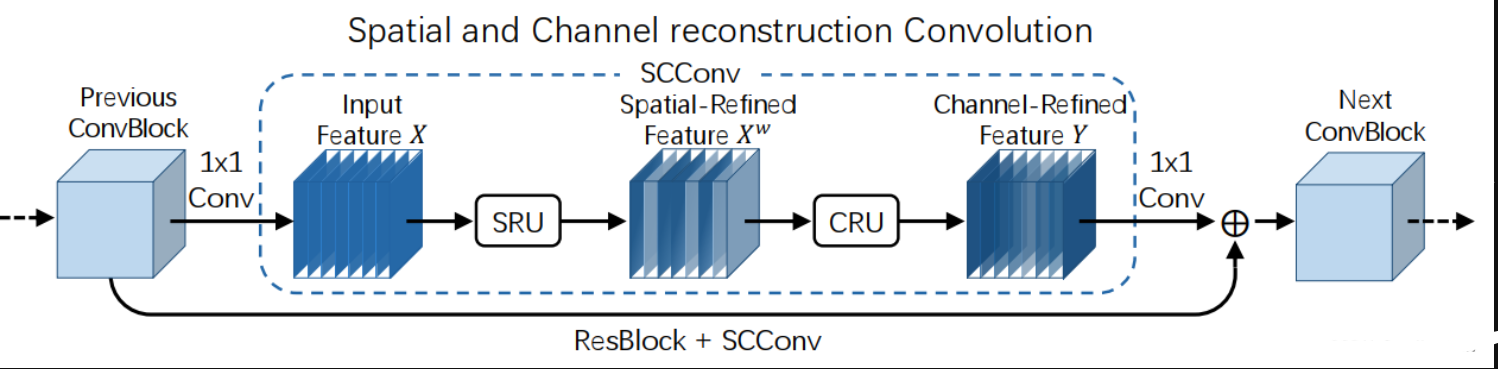 Spatial and Channel reconstruction Convolution
SCConv
Previous
ConvBlock
1x1
Conv
Input
Feature X
SRU
Spatial-Refined
Feature Xʷ
CRU
Channel-Refined
Feature Y
1x1
Conv
Next
ConvBlock
ResBlock + SCConv